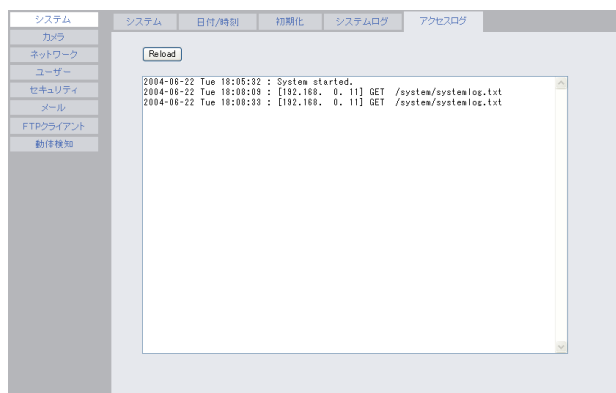 システム
カメラ
ネットワーク
ユーザー
セキュリティ
メール
FTPクライアント
動体検知
システム 日付/時刻 初期化 システムログ アクセスログ
Reload
2004-06-22 Tue 18:05:32 : System started.
2004-06-22 Tue 18:08:09 : [192.168.  0. 11] GET  /system/systemlog.txt
2004-06-22 Tue 18:08:33 : [192.168.  0. 11] GET  /system/systemlog.txt